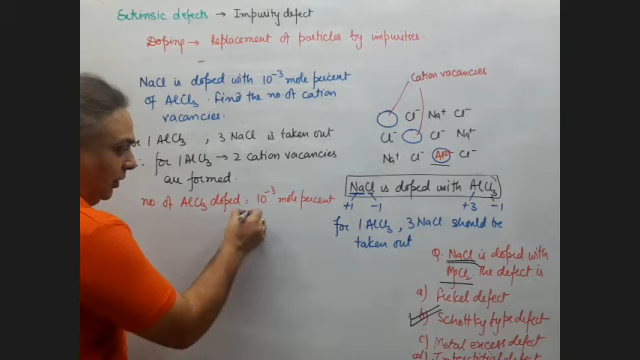 Extrinsic defects → Impurity defect
Doping → Replacement of particles by impurities.
NaCl is doped with 10⁻³ mole percent
of AlCl₃. Find the no of cation
vacancies.
For 1 AlCl₃, 3 NaCl is taken out
∴ for 1 AlCl₃ → 2 cation vacancies
are formed.
no. of AlCl₃ doped = 10⁻³ mole percent
Cation vacancies
Cl⁻ Na⁺ Cl⁻
Cl⁻ Cl⁻ Na⁺
Na⁺ Cl⁻ Cl⁻
NaCl is doped with AlCl₃
+1 -1 +3 -1
for 1 AlCl₃, 3 NaCl should be
taken out
Q. NaCl is doped with
The defect is
a) Frekel defect
b) Schottky type defect
c) Metal excess defect
d) Interstitial defect